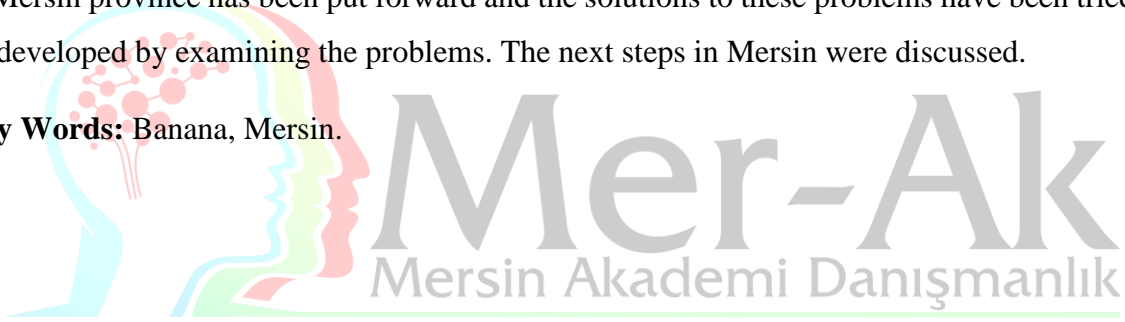 Mersin province has been put forward and the solutions to these problems have been tried
developed by examining the problems. The next steps in Mersin were discussed.
y Words: Banana, Mersin.
Mer-Ak
Mersin Akademi Danışmanlık